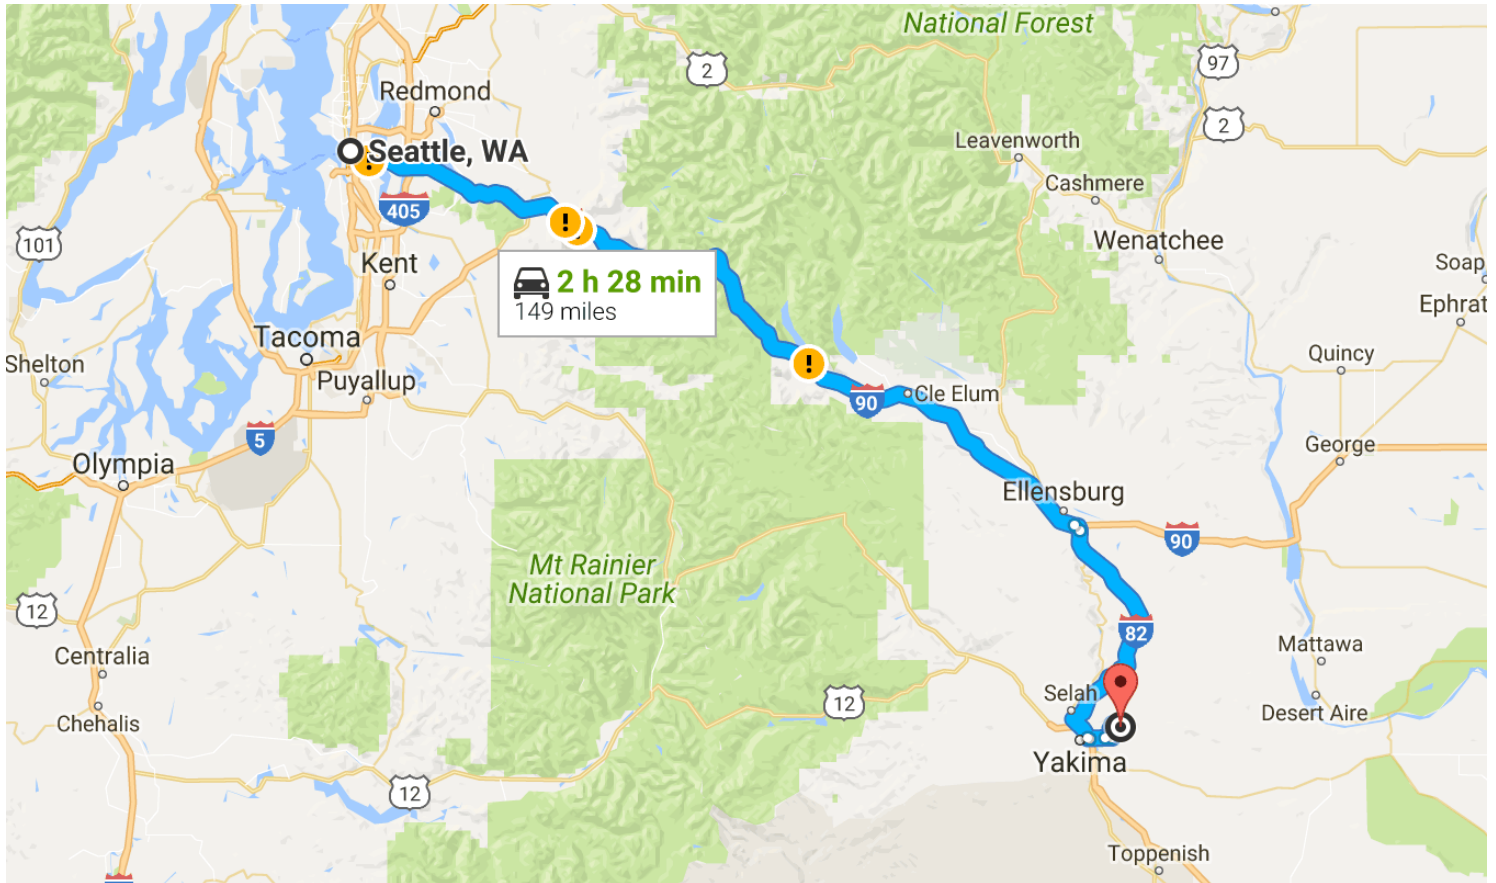 National Forest
2
97
Redmond
2
Leavenworth
Seattle, WA
Cashmere
405
101
Wenatchee
Kent
Soap
2 h 28 min
149 miles
Ephrat
Tacoma
Shelton
Quincy
Puyallup
Cle Elum
90
5
George
Olympia
Ellensburg
90
Mt Rainier
National Park
12
82
Mattawa
Centralia
Selah
12
Desert Aire
Chehalis
Yakima
12
Toppenish